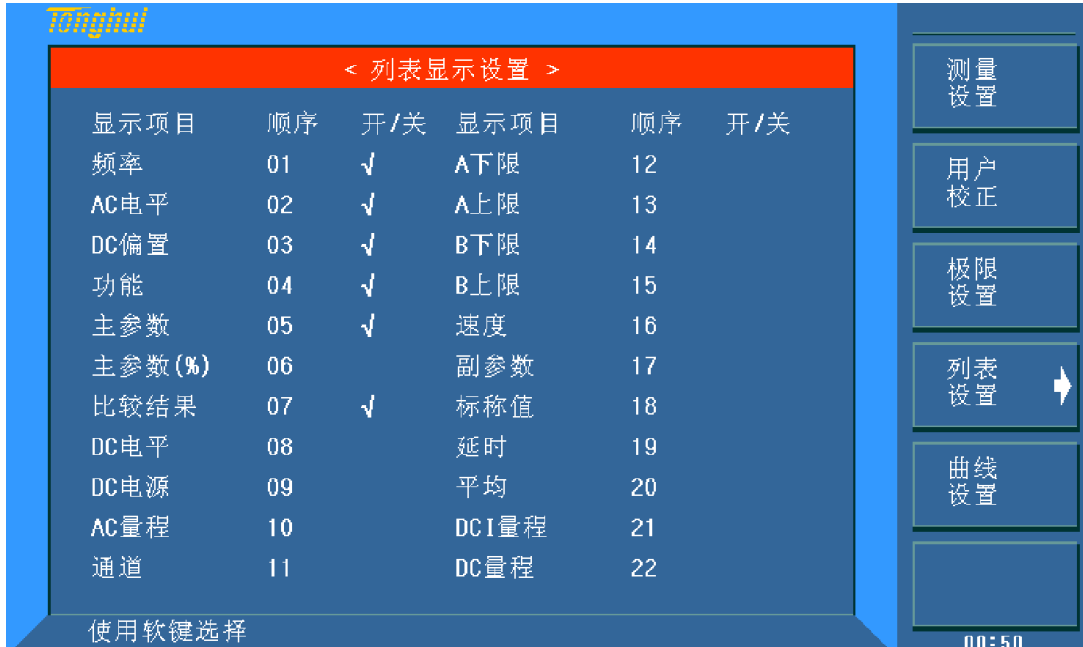 Tonghui
< 列表显示设置 >
显示项目 顺序 开/关 显示项目 顺序 开/关
频率 01 √ A下限 12
AC电平 02 √ A上限 13
DC偏置 03 √ B下限 14
功能 04 √ B上限 15
主参数 05 √ 速度 16
主参数(%) 06 副参数 17
比较结果 07 √ 标称值 18
DC电平 08 延时 19
DC电源 09 平均 20
AC量程 10 DCI量程 21
通道 11 DC量程 22
使用软键选择
测量
设置
用户
校正
极限
设置
列表
设置
曲线
设置
00:50